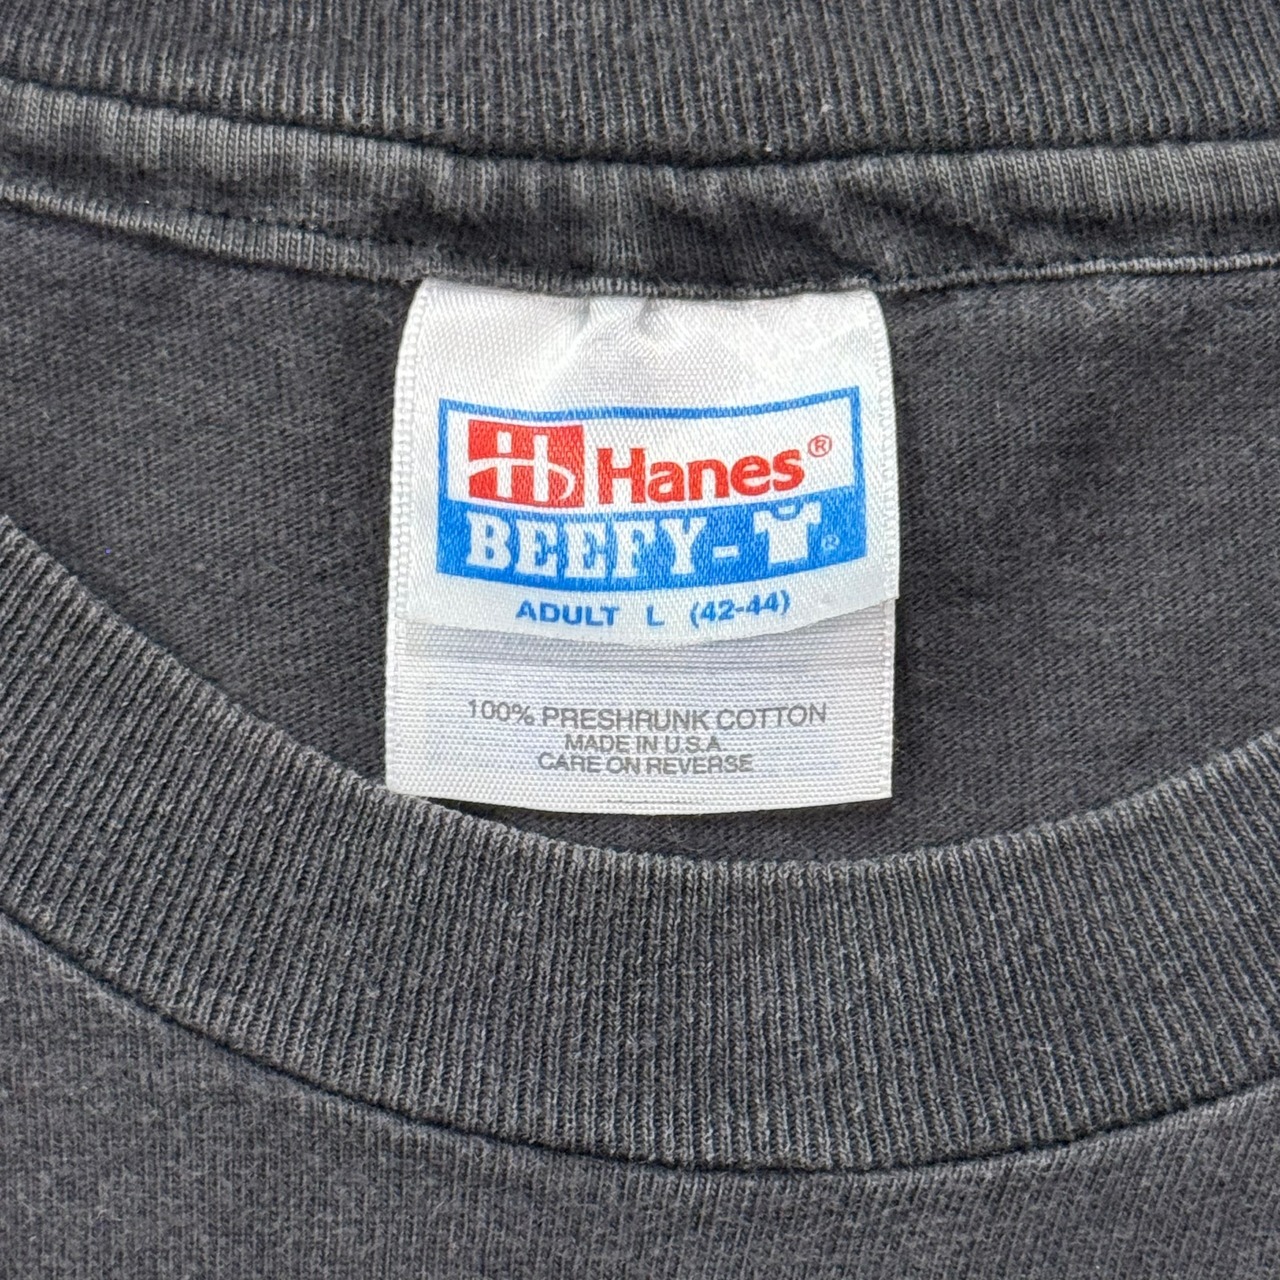 Hanes®
BEEFY-T®
ADULT L (42-44)
100% PRESHRUNK COTTON
MADE IN U.S.A.
CARE ON REVERSE